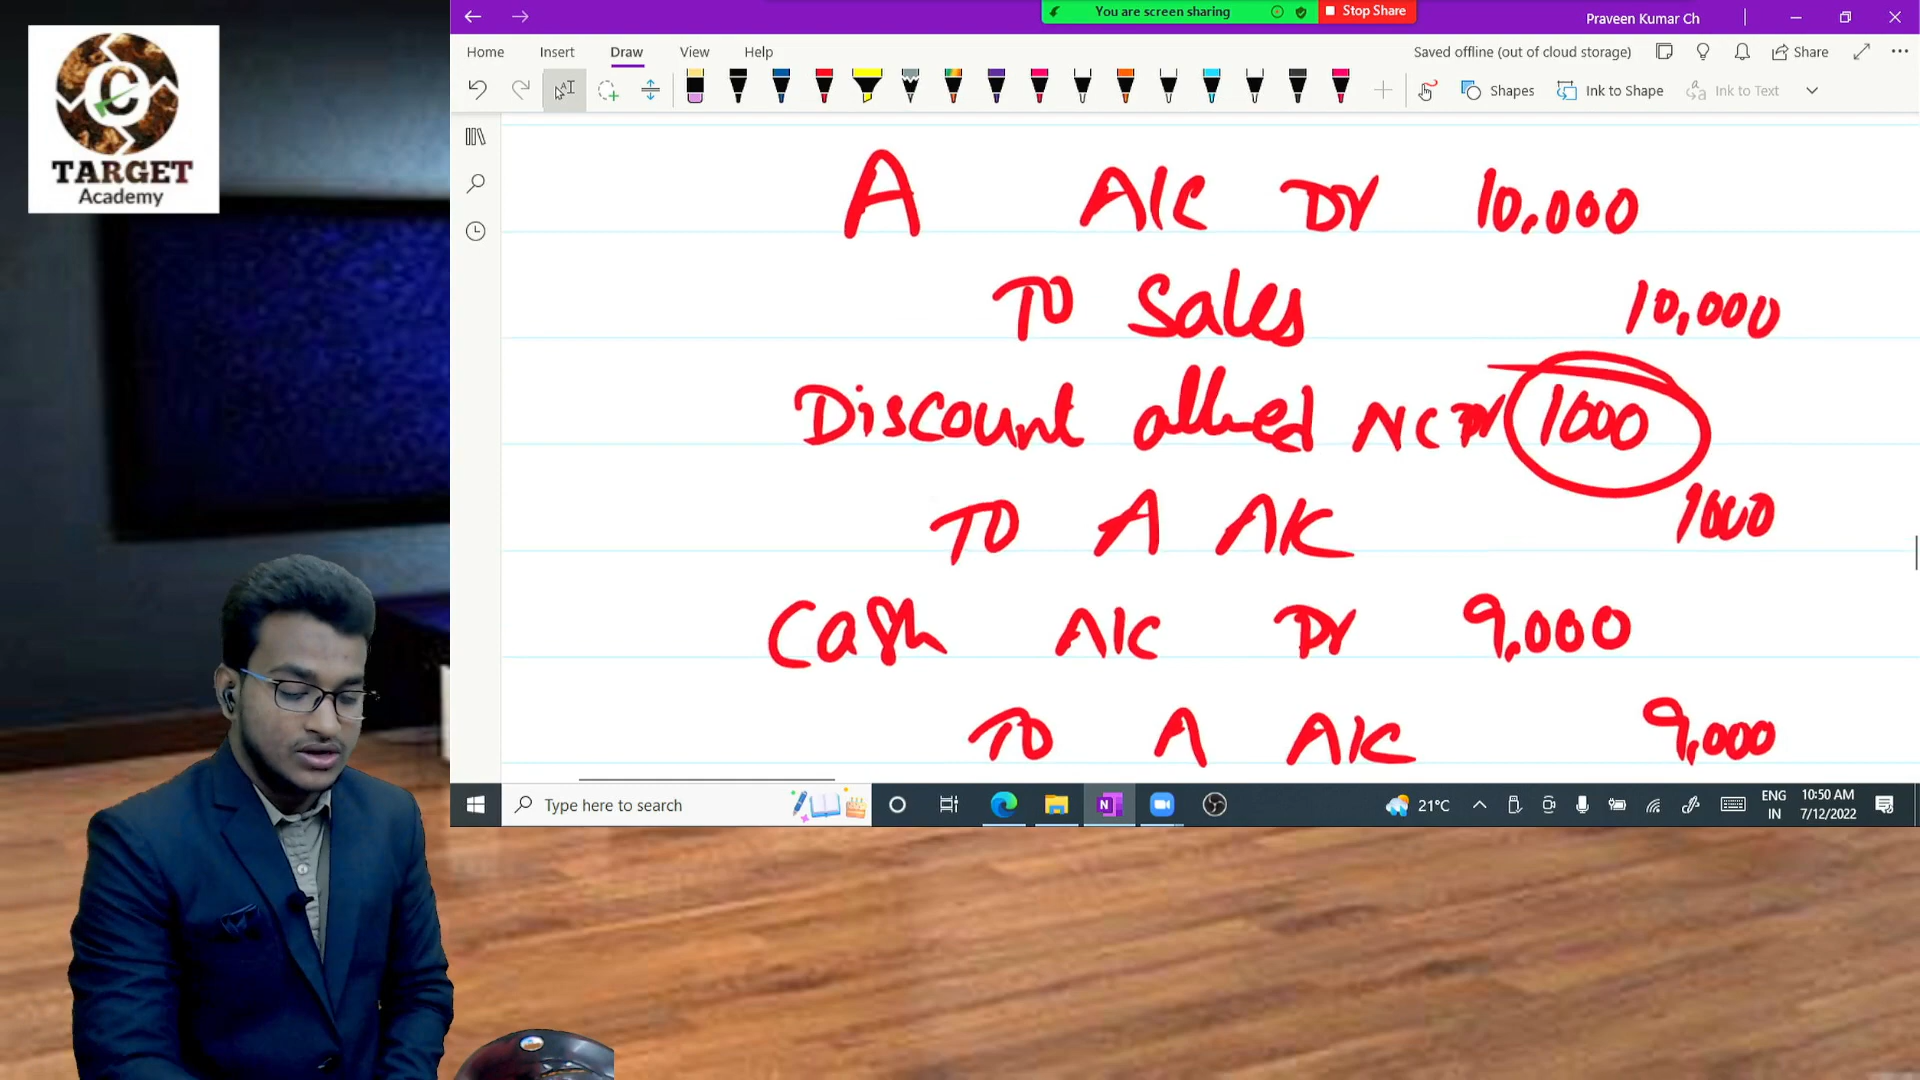 TARGET
Academy
You are screen sharing
Stop Share
Praveen Kumar Ch
Home Insert Draw View Help
Saved offline (out of cloud storage)
Share
Shapes
Ink to Shape
Ink to Text
A A/C Dr 10,000
To Sales 10,000
Discount allowed A/C Dr 1000
To A A/C 1000
Cash A/C Dr 9,000
To A A/C 9,000
Type here to search
21°C
ENG
IN
10:50 AM
7/12/2022